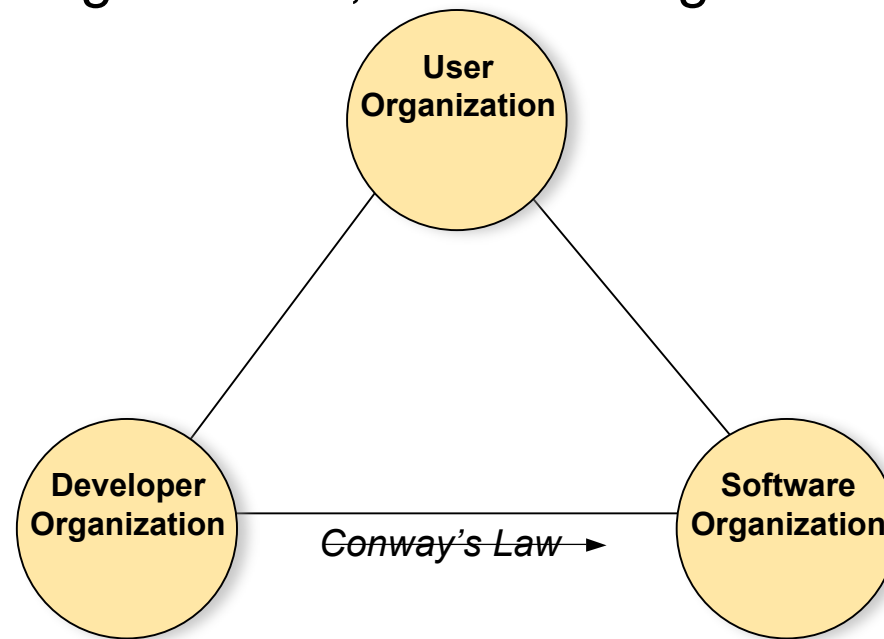 User
Organization
Developer
Organization
Software
Organization
Conway's Law